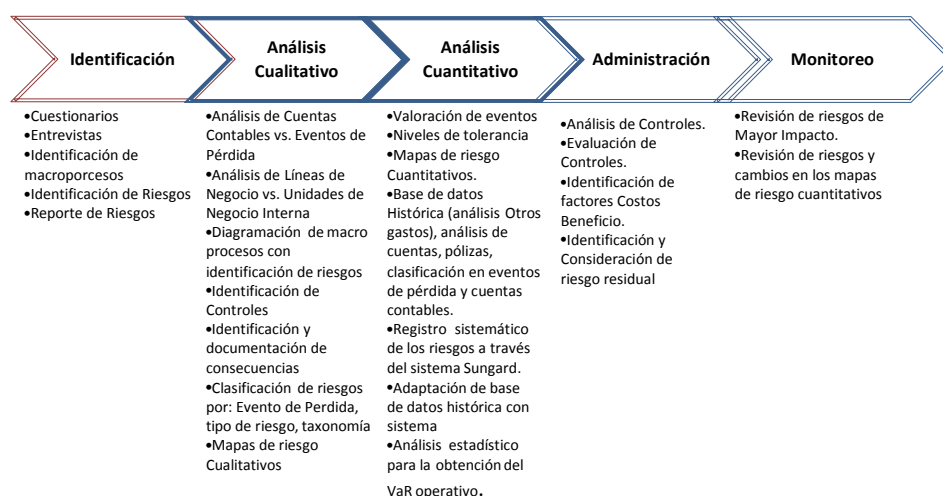 Identificación
Análisis
Cualitativo
Análisis
Cuantitativo
Administración
Monitoreo
•Cuestionarios
•Entrevistas
•Identificación de
macroporcesos
•Identificación de Riesgos
•Reporte de Riesgos
•Análisis de Cuentas
Contables vs. Eventos de
Pérdida
•Análisis de Líneas de
Negocio vs. Unidades de
Negocio Interna
•Diagramación de macro
procesos con
identificación de riesgos
•Identificación de
Controles
•Identificación y
documentación de
consecuencias
•Clasificación de riesgos
por: Evento de Perdida,
tipo de riesgo, taxonomía
•Mapas de riesgo
Cualitativos
•Valoración de eventos
•Niveles de tolerancia
•Mapas de riesgo
Cuantitativos.
•Base de datos
Histórica (análisis Otros
gastos), análisis de
cuentas, pólizas,
clasificación en eventos
de pérdida y cuentas
contables.
•Registro sistemático
de los riesgos a través
del sistema Sungard.
•Adaptación de base
de datos histórica con
sistema
•Análisis estadístico
para la obtención del
VaR operativo.
•Análisis de Controles.
•Evaluación de
Controles.
•Identificación de
factores Costos
Beneficio.
•Identificación y
Consideración de
riesgo residual
•Revisión de riesgos de
Mayor Impacto.
•Revisión de riesgos y
cambios en los mapas
de riesgo cuantitativos